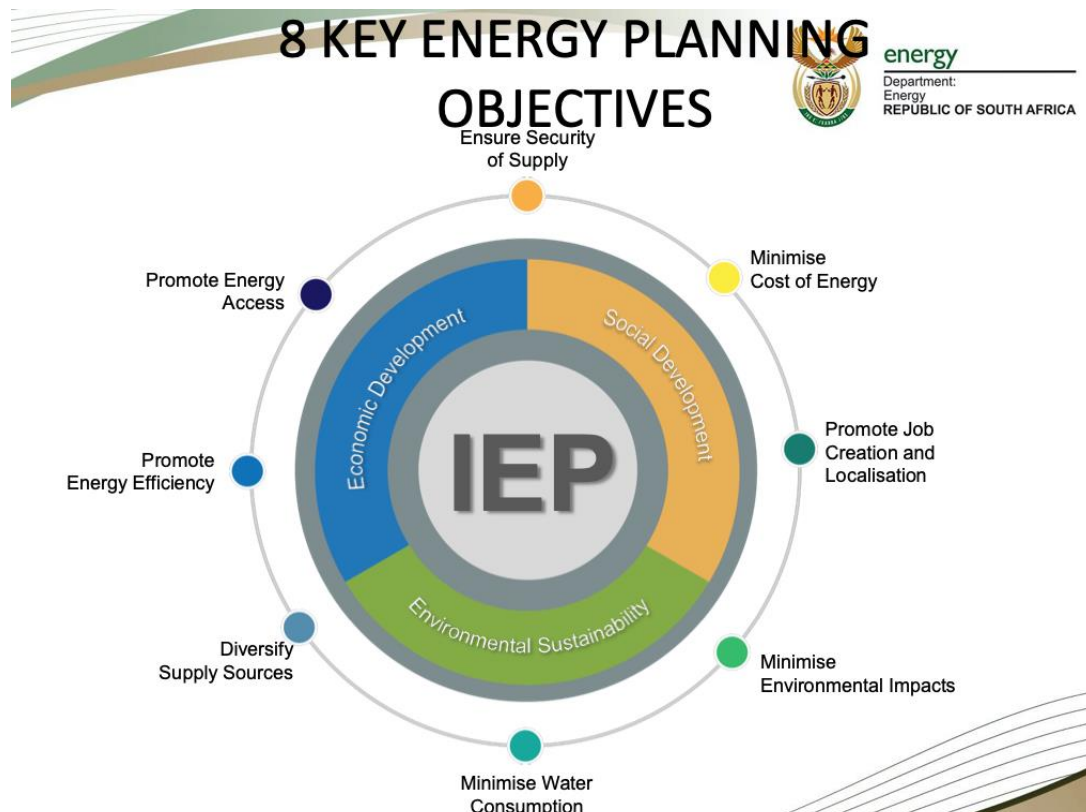 8 KEY ENERGY PLANNING
OBJECTIVES
energy
Department:
Energy
REPUBLIC OF SOUTH AFRICA
Ensure Security
of Supply
Minimise
Cost of Energy
Promote Job
Creation and
Localisation
Minimise
Environmental Impacts
Minimise Water
Consumption
Diversify
Supply Sources
Promote
Energy Efficiency
Promote Energy
Access
Economic Development
Social Development
Environmental Sustainability
IEP